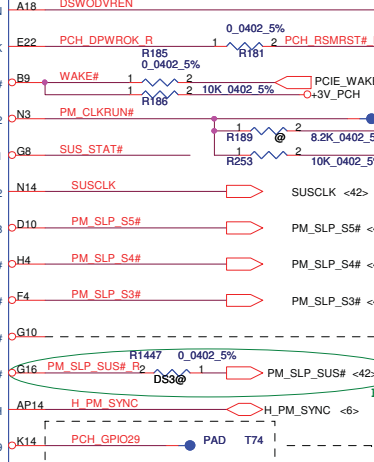 A18 DSWODVREN
0_0402_5%
E22 PCH_DPWROK_R 1 2 PCH_RSMRST#
R185 R181
0_0402_5%
B9 WAKE# 1 2 PCIE_WAK
1 2 10K_0402_5% +3V_PCH
R186
N3 PM_CLKRUN#
1 2
R189 @ 8.2K_0402_5
G8 SUS_STAT# 1 2
R253 10K_0402_5%
N14 SUSCLK SUSCLK <42>
D10 PM_SLP_S5# PM_SLP_S5# <
H4 PM_SLP_S4# PM_SLP_S4# <
F4 PM_SLP_S3# PM_SLP_S3# <
G10
R1447 0_0402_5%
G16 PM_SLP_SUS#_R 2 1 PM_SLP_SUS# <42>
DS3@
AP14 H_PM_SYNC H_PM_SYNC <6>
K14 PCH_GPIO29 PAD T74